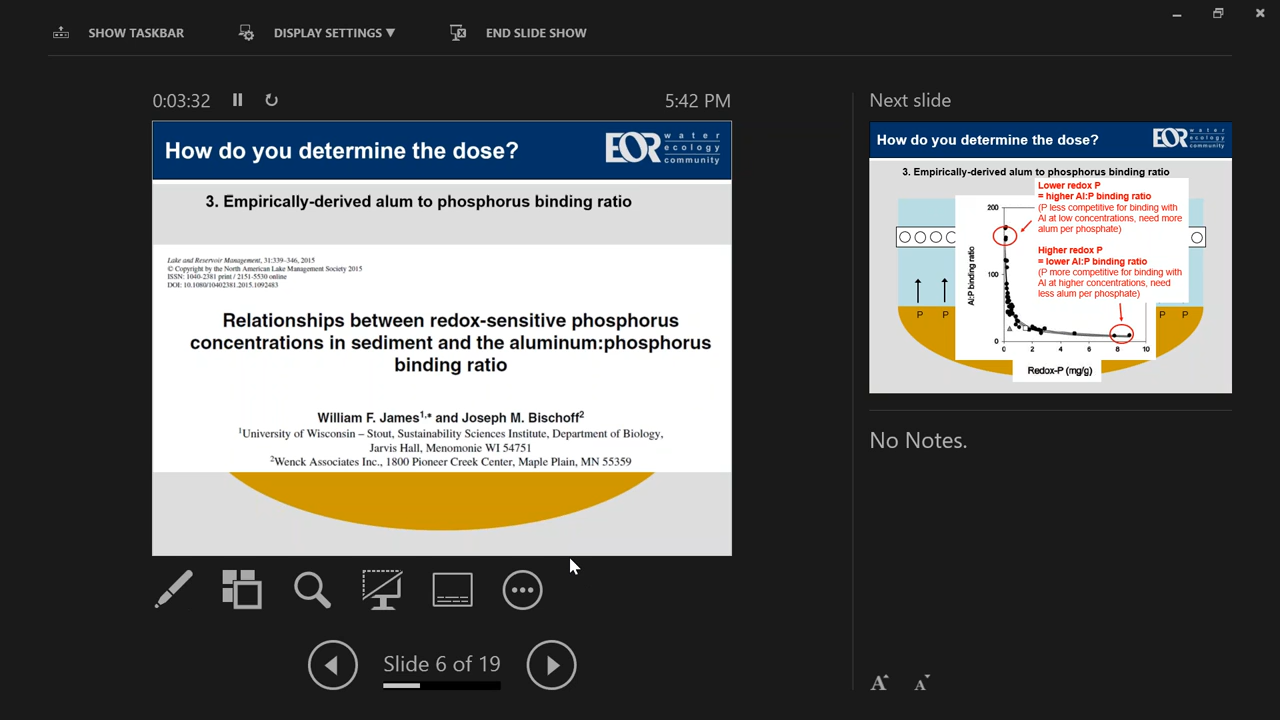 SHOW TASKBAR
DISPLAY SETTINGS ▼
END SLIDE SHOW
0:03:32
5:42 PM
How do you determine the dose?
EOR
water
ecology
community
3. Empirically-derived alum to phosphorus binding ratio
Lake and Reservoir Management, 31:339–346, 2015
© Copyright by the North American Lake Management Society 2015
ISSN: 1040-2381 print / 2151-5530 online
DOI: 10.1080/10402381.2015.1092483
Relationships between redox-sensitive phosphorus
concentrations in sediment and the aluminum:phosphorus
binding ratio
William F. James1,* and Joseph M. Bischoff2
1University of Wisconsin – Stout, Sustainability Sciences Institute, Department of Biology,
Jarvis Hall, Menomonie WI 54751
2Wenck Associates Inc., 1800 Pioneer Creek Center, Maple Plain, MN 55359
Slide 6 of 19
Next slide
How do you determine the dose?
EOR
water
ecology
community
3. Empirically-derived alum to phosphorus binding ratio
Lower redox P
= higher Al:P binding ratio
(P less competitive for binding with
Al at low concentrations, need more
alum per phosphate)
Higher redox P
= lower Al:P binding ratio
(P more competitive for binding with
Al at higher concentrations, need
less alum per phosphate)
200
100
0
Al:P binding ratio
0 2 4 6 8 10
Redox-P (mg/g)
P P P P
No Notes.
A A